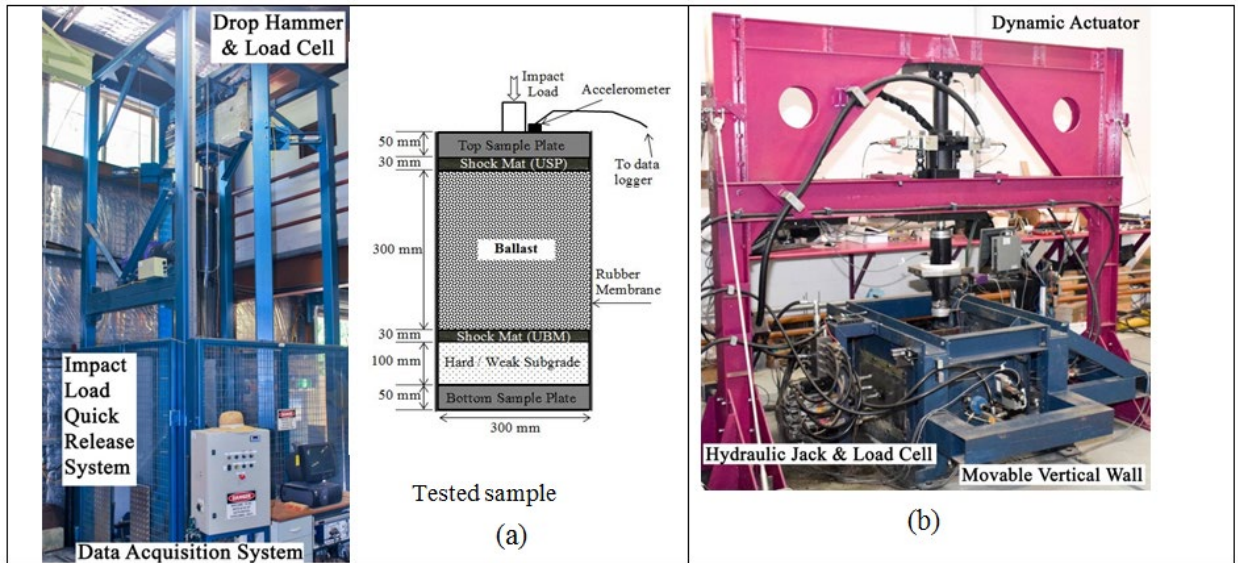 Drop Hammer
& Load Cell
Impact
Load
Quick
Release
System
DANGER
Data Acquisition System
Impact
Load
Accelerometer
50 mm
Top Sample Plate
30 mm
Shock Mat (USP)
To data
logger
300 mm
Ballast
Rubber
Membrane
30 mm
Shock Mat (UBM)
100 mm
Hard / Weak Subgrade
50 mm
Bottom Sample Plate
300 mm
Tested sample
(a)
Dynamic Actuator
Hydraulic Jack & Load Cell
Movable Vertical Wall
(b)